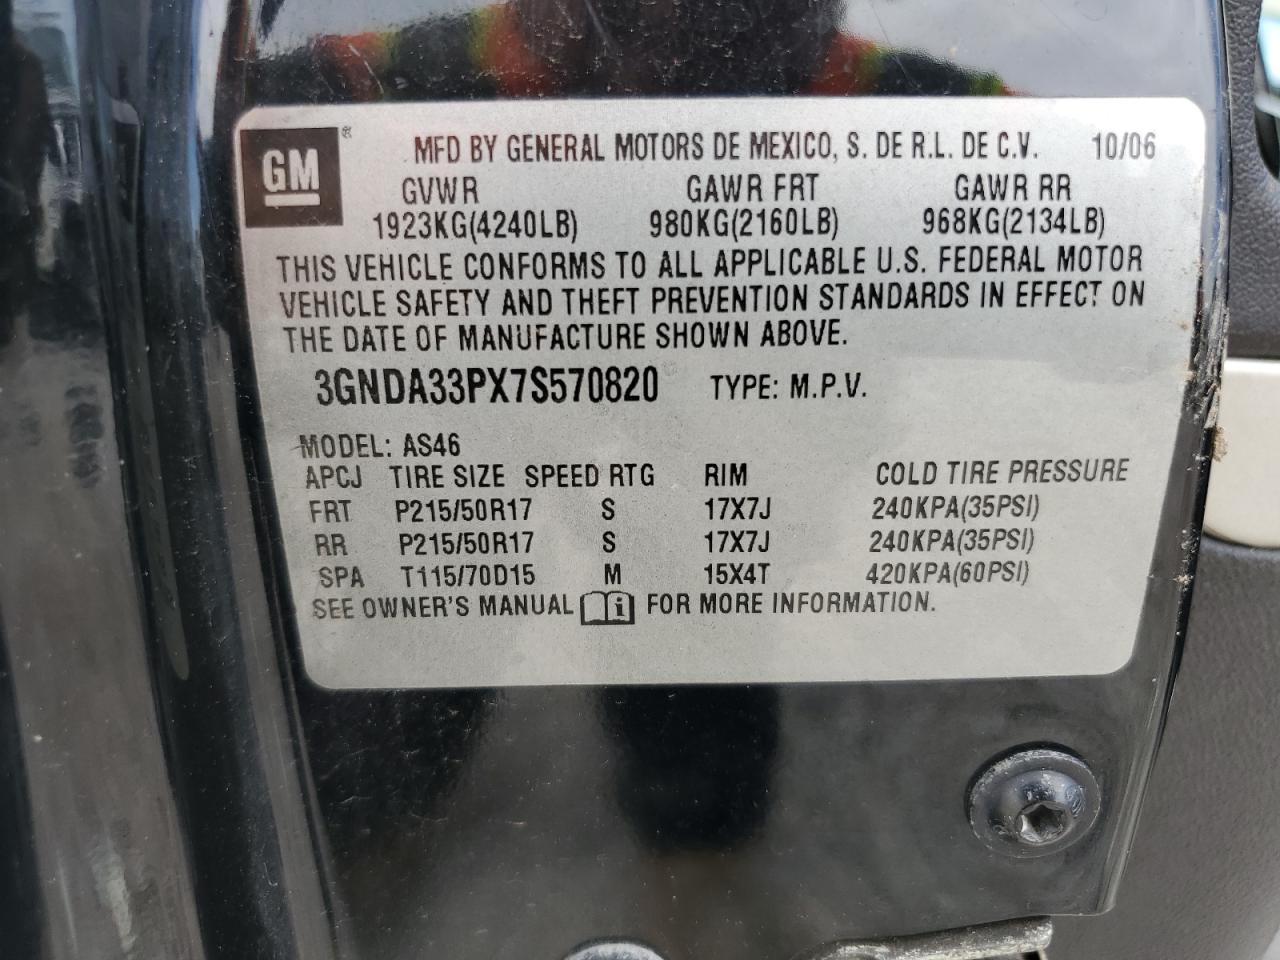 GM ®
MFD BY GENERAL MOTORS DE MEXICO, S. DE R.L. DE C.V. 10/06
GVWR GAWR FRT GAWR RR
1923KG(4240LB) 980KG(2160LB) 968KG(2134LB)
THIS VEHICLE CONFORMS TO ALL APPLICABLE U.S. FEDERAL MOTOR
VEHICLE SAFETY AND THEFT PREVENTION STANDARDS IN EFFECT ON
THE DATE OF MANUFACTURE SHOWN ABOVE.
3GNDA33PX7S570820 TYPE: M.P.V.
MODEL: AS46
APCJ TIRE SIZE SPEED RTG RIM COLD TIRE PRESSURE
FRT P215/50R17 S 17X7J 240KPA(35PSI)
RR P215/50R17 S 17X7J 240KPA(35PSI)
SPA T115/70D15 M 15X4T 420KPA(60PSI)
SEE OWNER'S MANUAL i FOR MORE INFORMATION.